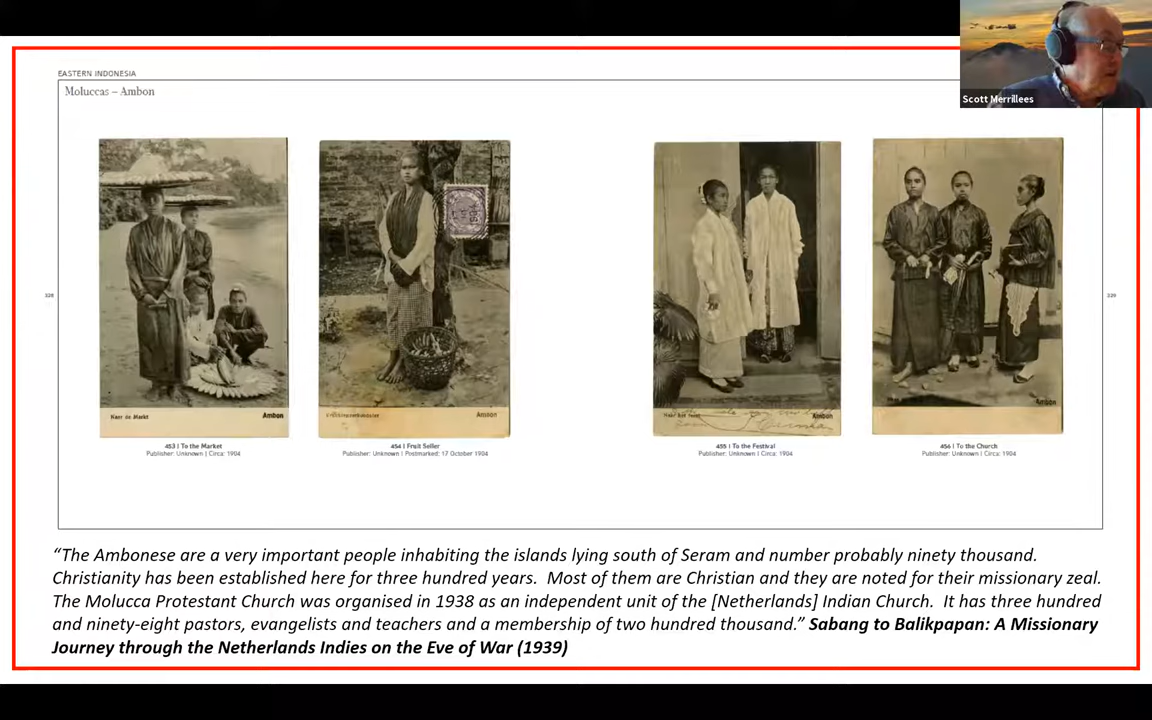 Scott Merrillees
EASTERN INDONESIA
Moluccas – Ambon
Naar de Markt
Ambon
Ambon
Ambon
Ambon
328
329
453 | To the Market
Publisher: Unknown | Circa: 1904
454 | Fruit Seller
Publisher: Unknown | Postmarked: 17 October 1904
455 | To the Festival
Publisher: Unknown | Circa: 1904
456 | To the Church
Publisher: Unknown | Circa: 1904
“The Ambonese are a very important people inhabiting the islands lying south of Seram and number probably ninety thousand.
Christianity has been established here for three hundred years.  Most of them are Christian and they are noted for their missionary zeal.
The Molucca Protestant Church was organised in 1938 as an independent unit of the [Netherlands] Indian Church.  It has three hundred
and ninety-eight pastors, evangelists and teachers and a membership of two hundred thousand.” Sabang to Balikpapan: A Missionary
Journey through the Netherlands Indies on the Eve of War (1939)